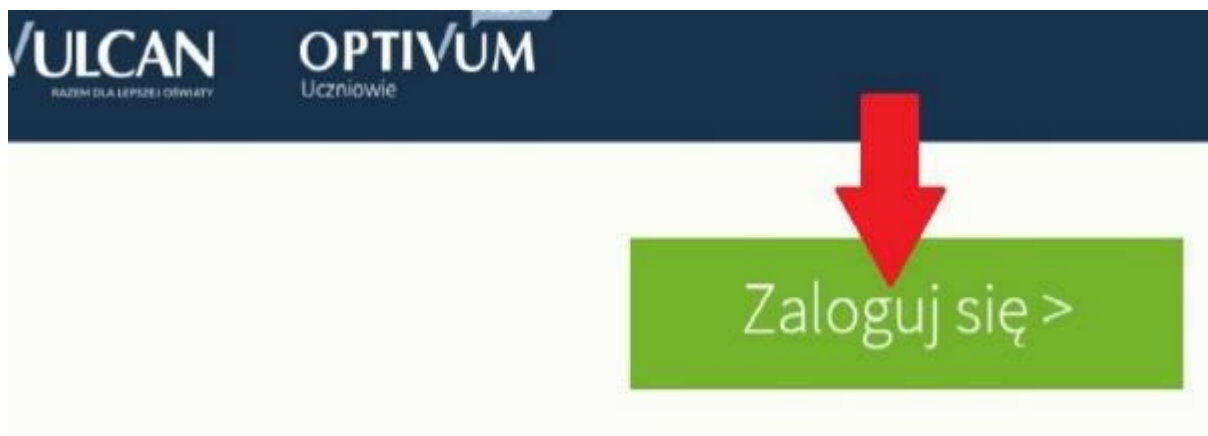 VULCAN
RAZEM DLA LEPSZEJ OŚWIATY
OPTIVUM
Uczniowie
Zaloguj się >